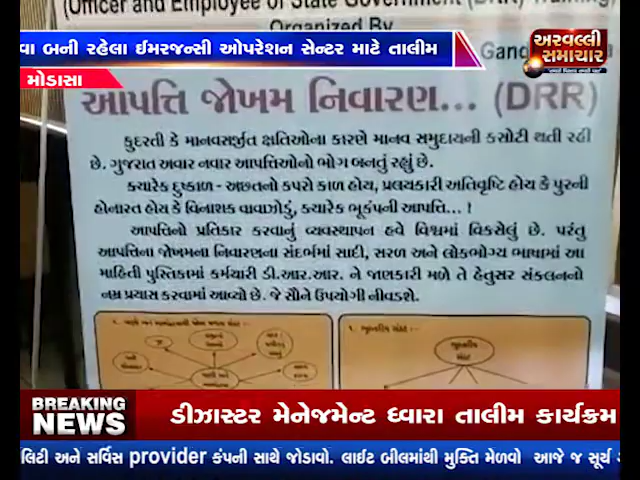 (Officer and Employee of State Government (DRR) Training)
Organized By
વા બની રહેલા ઈમરજન્સી ઓપરેશન સેન્ટર માટે તાલીમ
અરવલ્લી
સમાચાર
મોડાસા
આપત્તિ જોખમ નિવારણ... (DRR)
કુદરતી કે માનવસર્જીત ક્ષતિઓના કારણે માનવ સમુદાયની કસોટી થતી રહી
છે. ગુજરાત અવાર નવાર આપત્તિઓનો ભોગ બનતું રહ્યું છે.
ક્યારેક દુષ્કાળ - અછતનો કપરો કાળ હોય, પ્રલયકારી અતિવૃષ્ટિ હોય કે પુરની
હોનારત હોય કે વિનાશક વાવાઝોડું, ક્યારેક ભૂકંપની આપત્તિ...!
આપત્તિનો પ્રતિકાર કરવાનું વ્યવસ્થાપન હવે વિશ્વમાં વિકસેલું છે. પરંતુ
આપત્તિના જોખમના નિવારણના સંદર્ભમાં સાદી, સરળ અને લોકભોગ્ય ભાષામાં આ
માહિતી પુસ્તિકામાં કર્મચારી ડી.આર.આર. ને જાણકારી મળે તે હેતુસર સંકલનનો
નમ્ર પ્રયાસ કરવામાં આવ્યો છે. જે સૌને ઉપયોગી નીવડશે.
BREAKING
NEWS
ડીઝાસ્ટર મેનેજમેન્ટ દ્વારા તાલીમ કાર્યક્રમ
લિટી અને સર્વિસ provider કંપની સાથે જોડાવો. લાઈટ બીલમાંથી મુક્તિ મેળવો આજે જ સૂર્ય